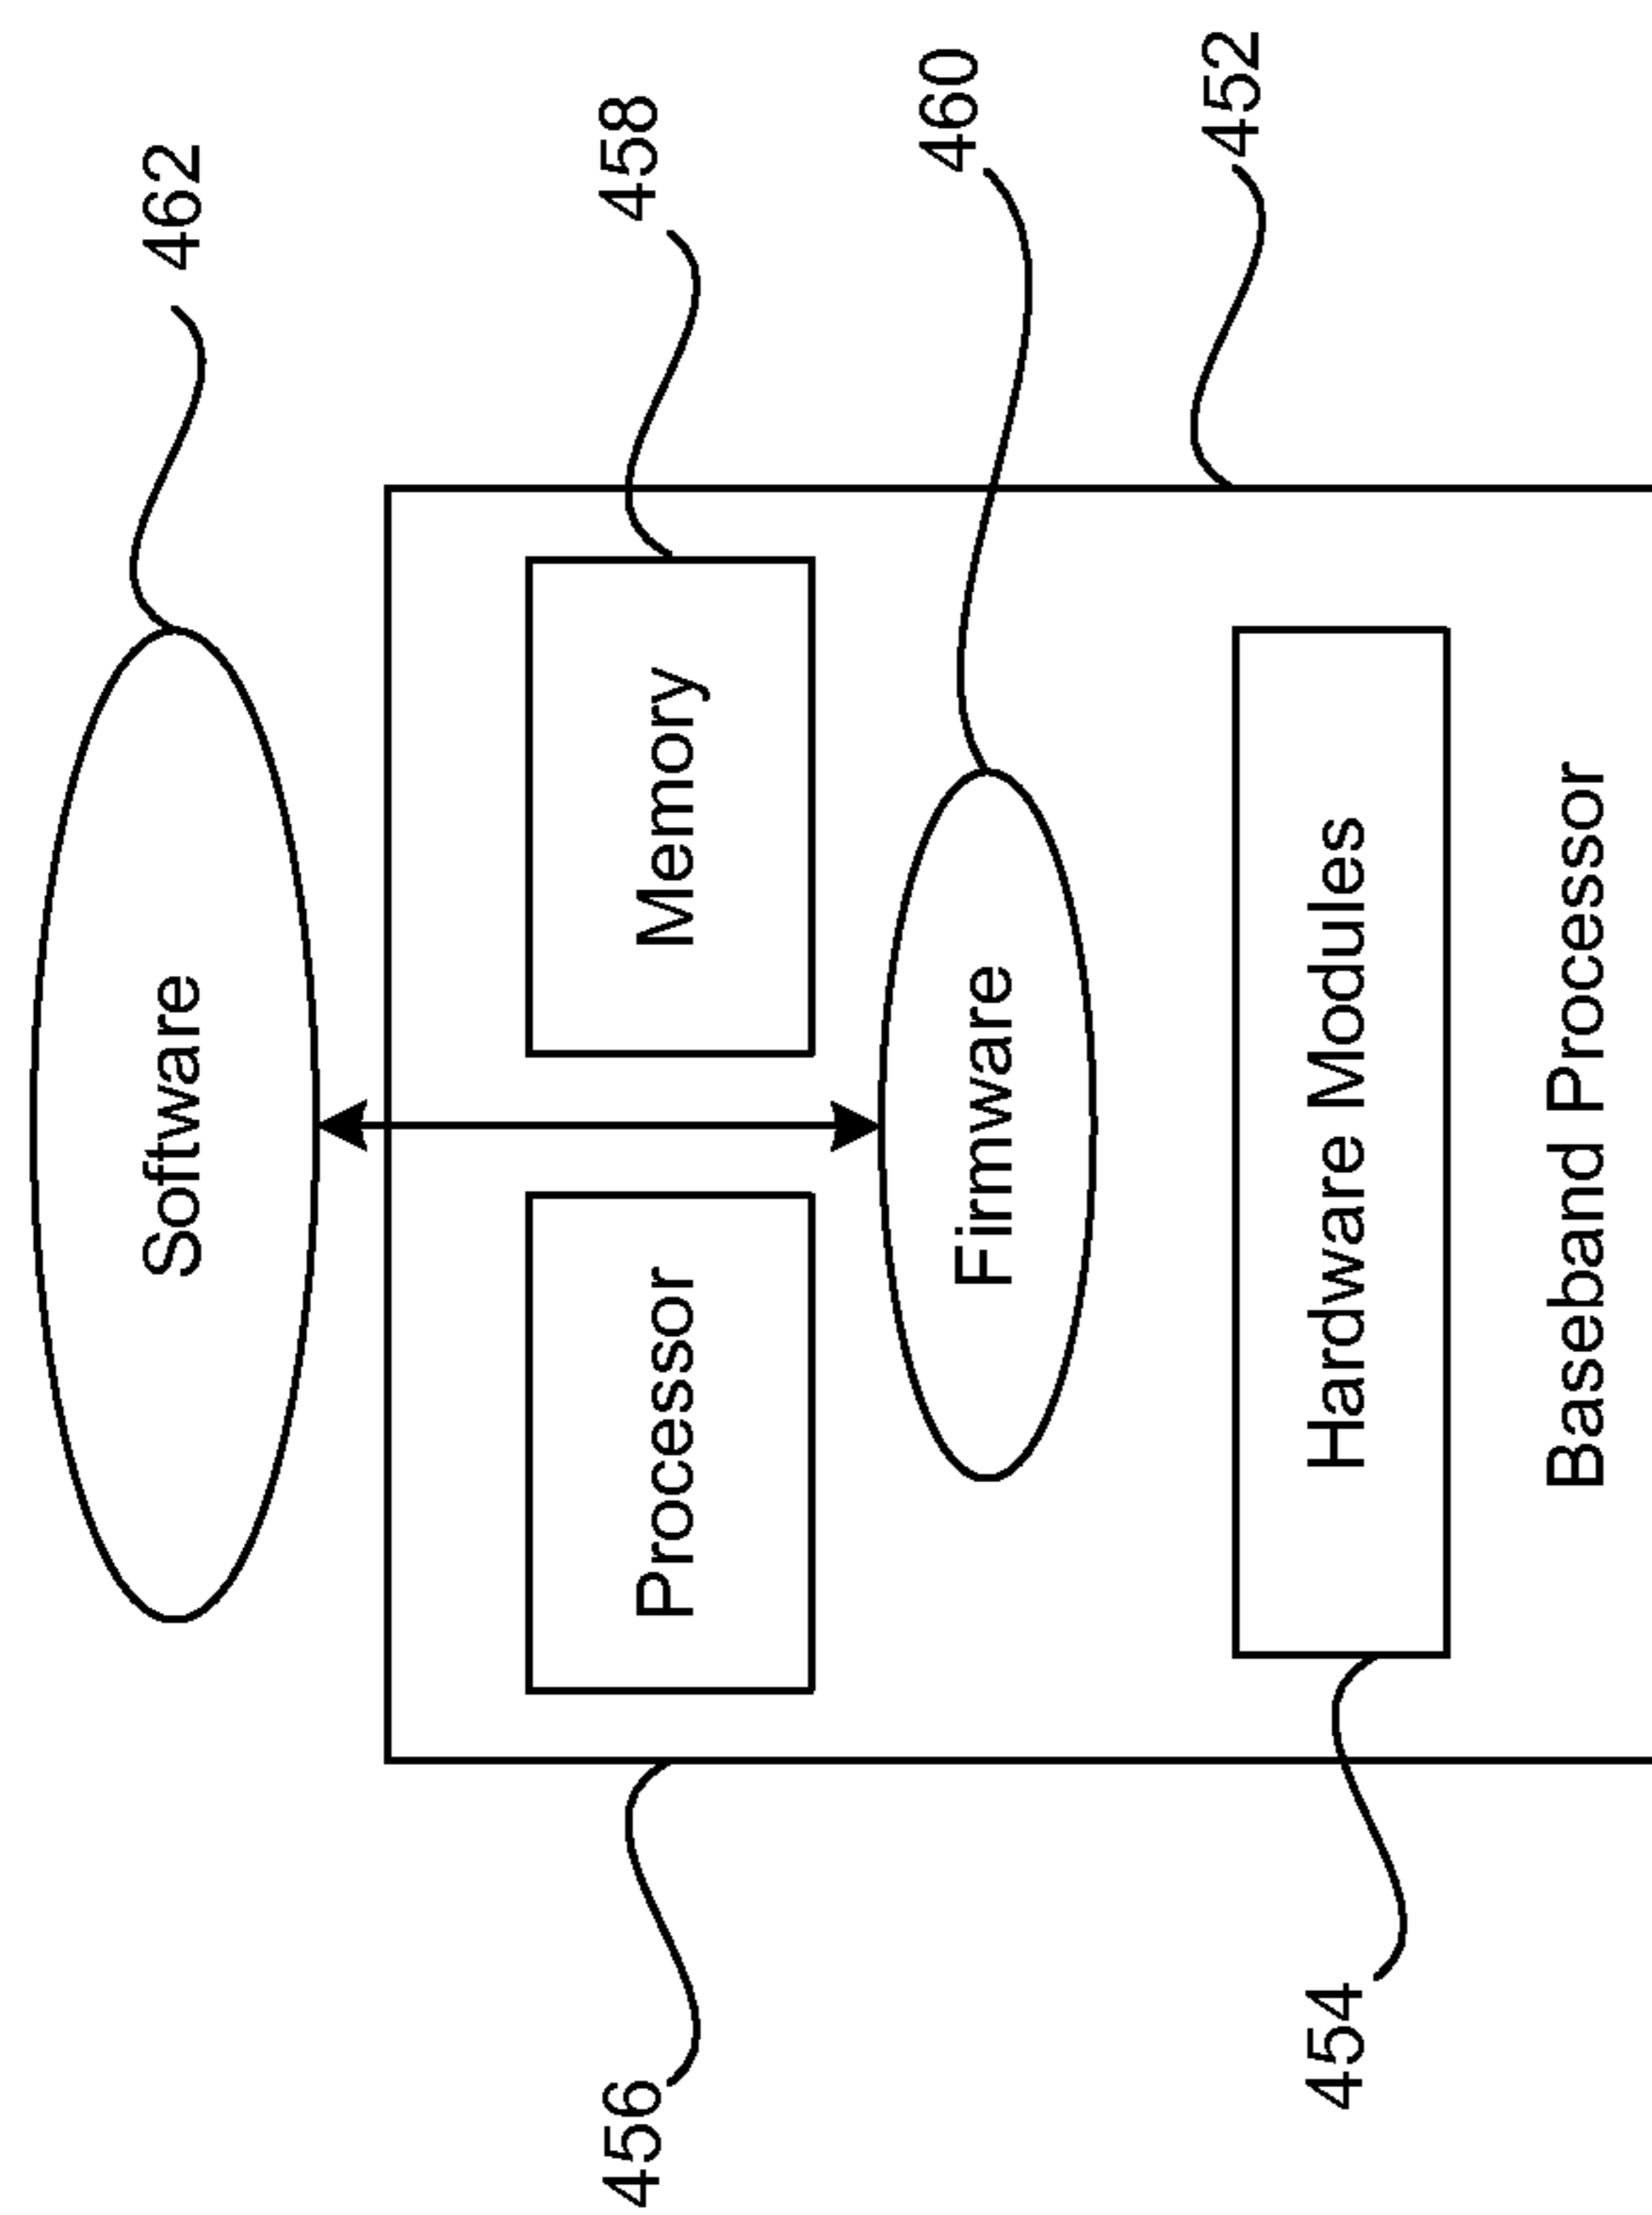 462
Software
458
Processor
Memory
456
460
Firmware
452
Hardware Modules
454
Baseband Processor